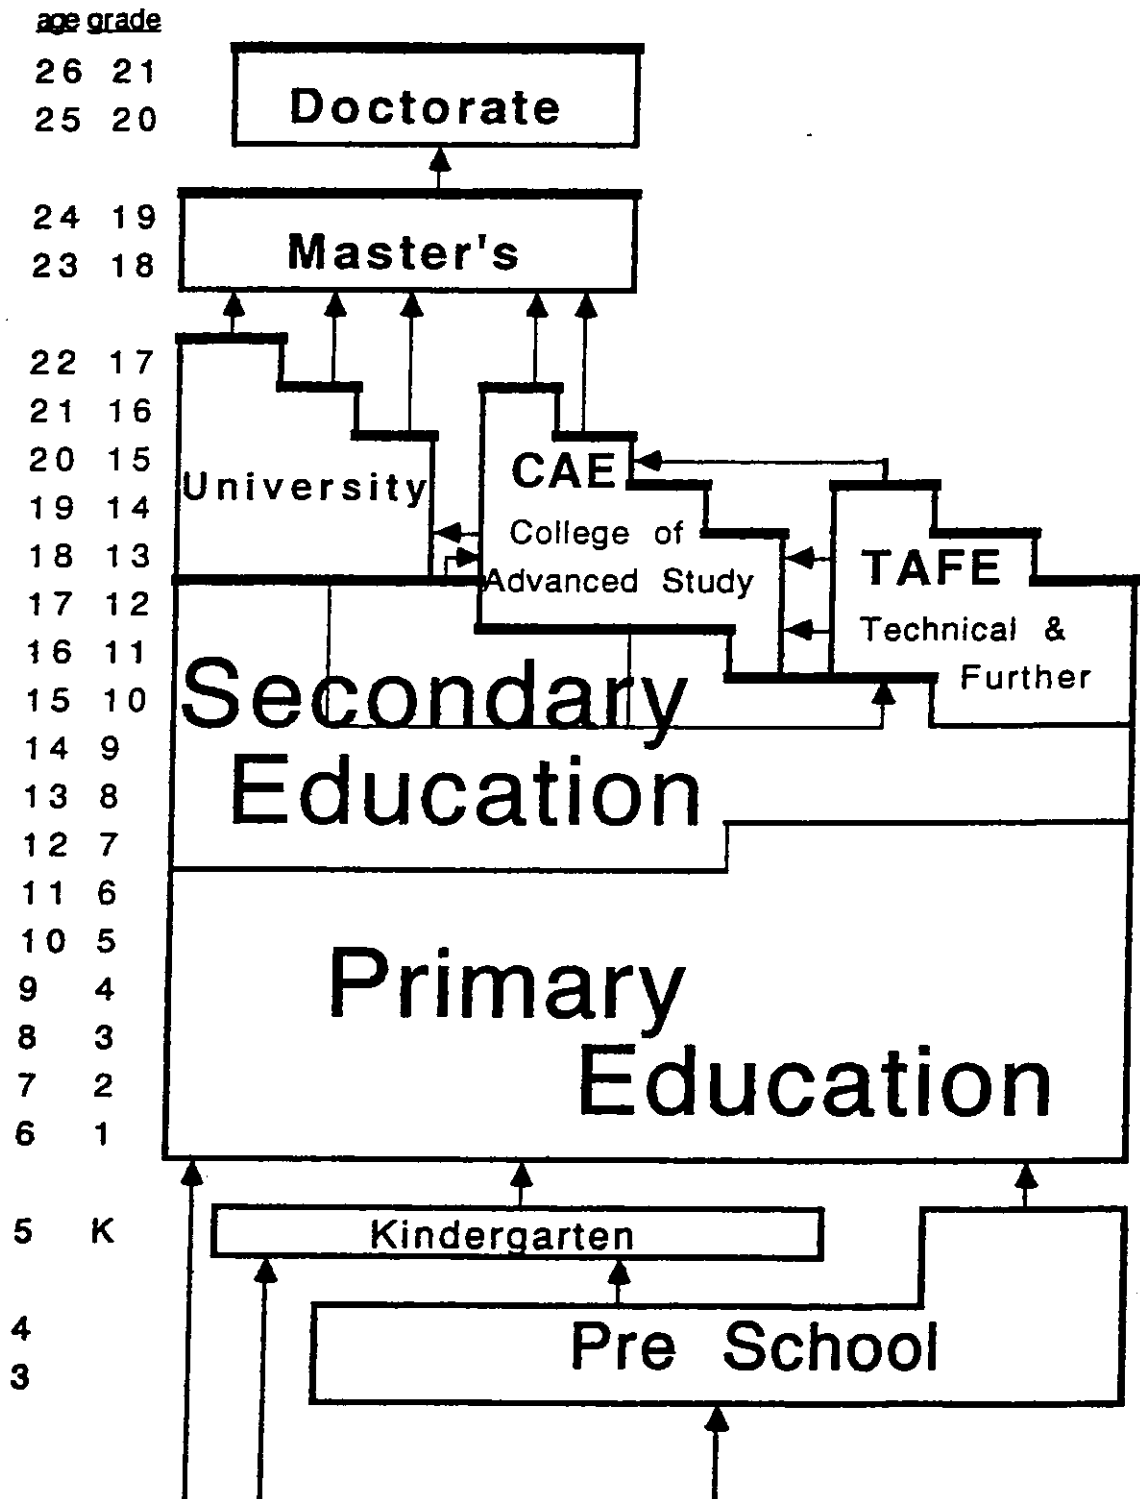 age grade
26 21
25 20
Doctorate
24 19
23 18
Master's
22 17
21 16
20 15
19 14
18 13
17 12
16 11
15 10
14 9
13 8
12 7
11 6
10 5
9 4
8 3
7 2
6 1
5 K
4
3
University
CAE
College of
Advanced Study
TAFE
Technical &
Further
Secondary
Education
Primary
Education
Kindergarten
Pre School